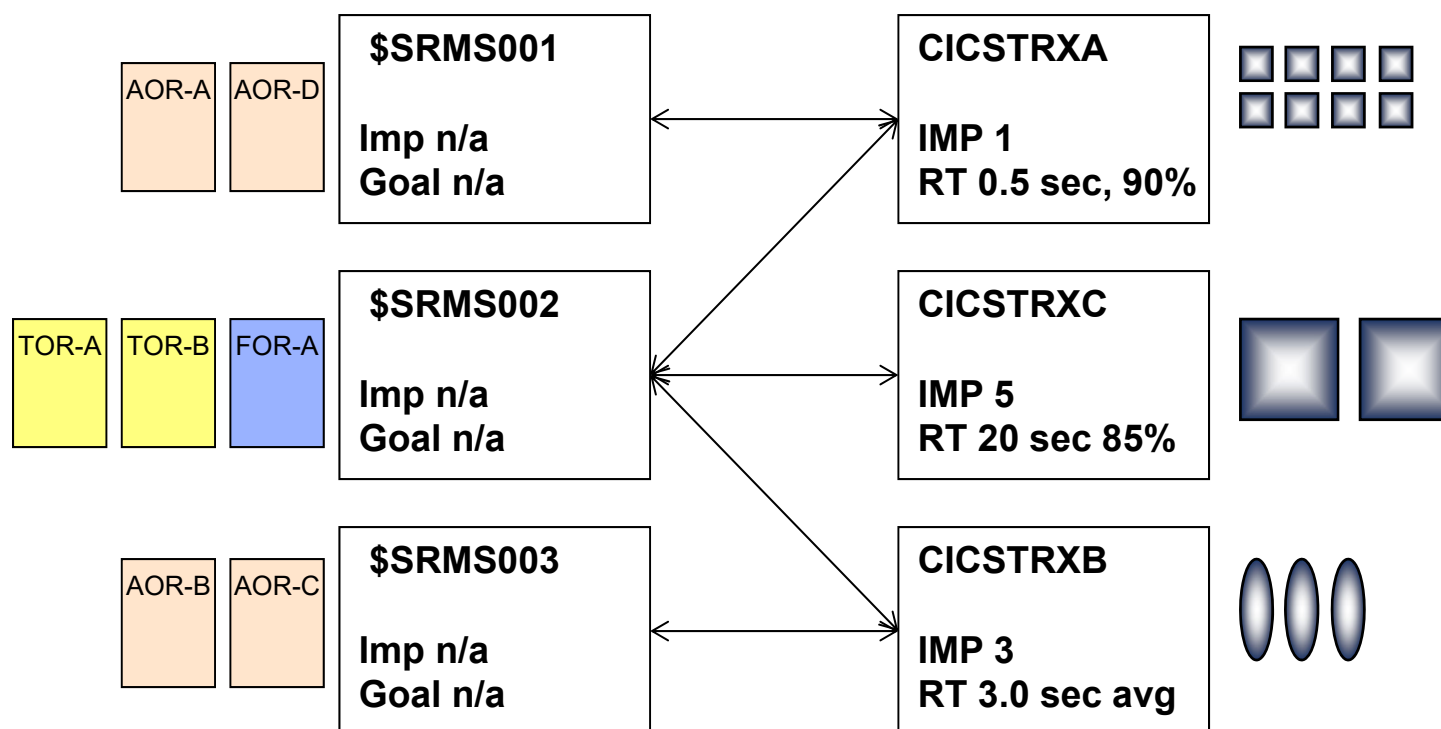 AOR-A AOR-D
$SRMS001
Imp n/a
Goal n/a
CICSTRXA
IMP 1
RT 0.5 sec, 90%
TOR-A TOR-B FOR-A
$SRMS002
Imp n/a
Goal n/a
CICSTRXC
IMP 5
RT 20 sec 85%
AOR-B AOR-C
$SRMS003
Imp n/a
Goal n/a
CICSTRXB
IMP 3
RT 3.0 sec avg